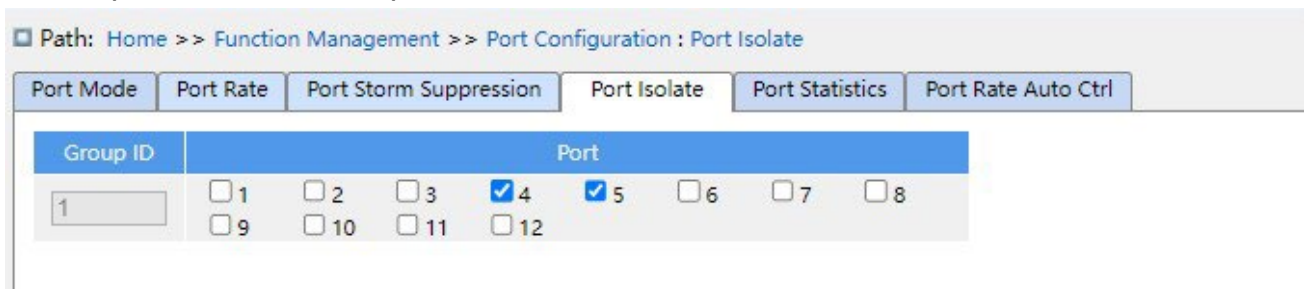 Path: Home >> Function Management >> Port Configuration : Port Isolate
Port Mode Port Rate Port Storm Suppression Port Isolate Port Statistics Port Rate Auto Ctrl
Group ID Port
1 1 2 3 4 5 6 7 8
9 10 11 12